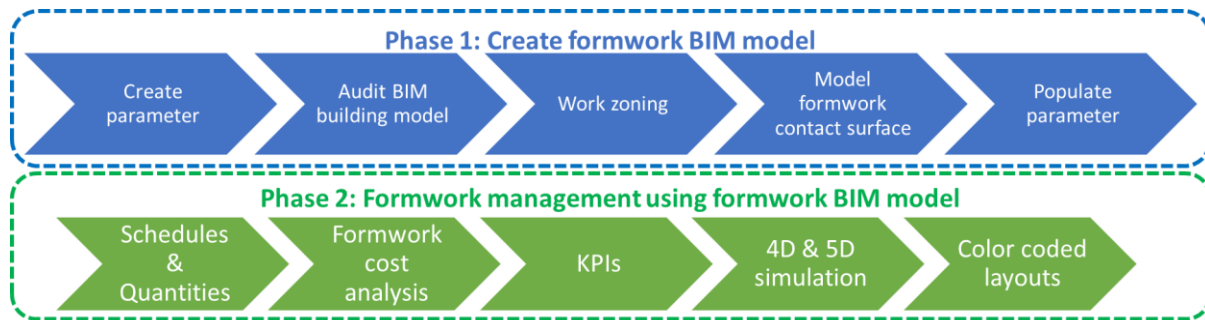 Phase 1: Create formwork BIM model
Create
parameter
Audit BIM
building model
Work zoning
Model
formwork
contact surface
Populate
parameter
Phase 2: Formwork management using formwork BIM model
Schedules
&
Quantities
Formwork
cost
analysis
KPIs
4D & 5D
simulation
Color coded
layouts